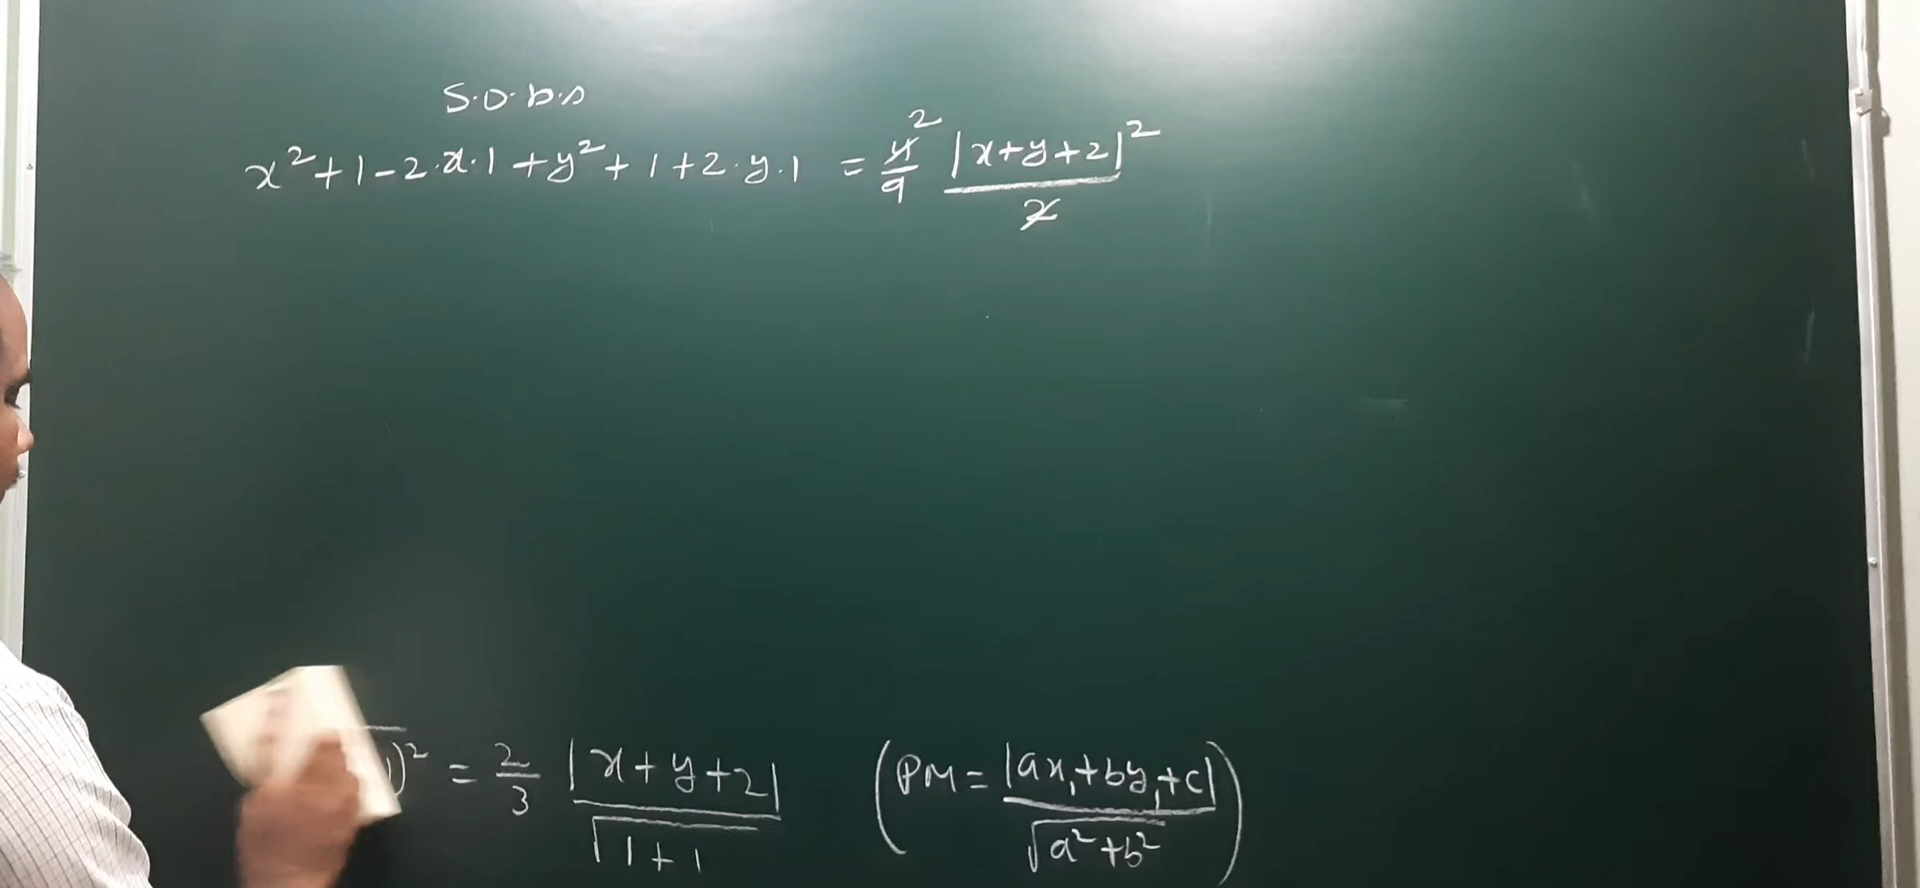 S.O.b.s
x² + 1 - 2·x·1 + y² + 1 + 2·y·1 = 4/9 2 |x+y+2|²/2
)² = 2/3 |x+y+2|/√1+1 (PM = |ax₁+by₁+c|/√a²+b²)